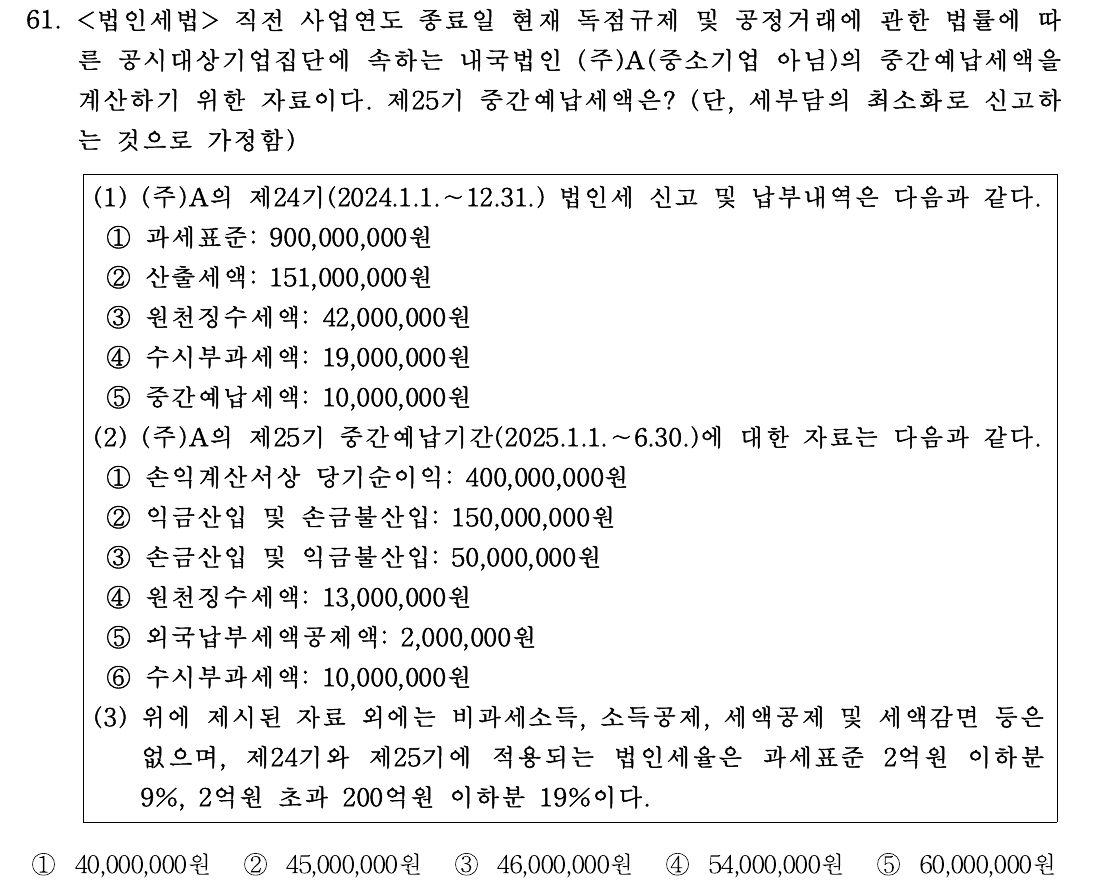 61. <법인세법> 직전 사업연도 종료일 현재 독점규제 및 공정거래에 관한 법률에 따
른 공시대상기업집단에 속하는 내국법인 (주)A(중소기업 아님)의 중간예납세액을
계산하기 위한 자료이다. 제25기 중간예납세액은? (단, 세부담의 최소화로 신고하
는 것으로 가정함)
(1) (주)A의 제24기(2024.1.1.~12.31.) 법인세 신고 및 납부내역은 다음과 같다.
① 과세표준: 900,000,000원
② 산출세액: 151,000,000원
③ 원천징수세액: 42,000,000원
④ 수시부과세액: 19,000,000원
⑤ 중간예납세액: 10,000,000원
(2) (주)A의 제25기 중간예납기간(2025.1.1.~6.30.)에 대한 자료는 다음과 같다.
① 손익계산서상 당기순이익: 400,000,000원
② 익금산입 및 손금불산입: 150,000,000원
③ 손금산입 및 익금불산입: 50,000,000원
④ 원천징수세액: 13,000,000원
⑤ 외국납부세액공제액: 2,000,000원
⑥ 수시부과세액: 10,000,000원
(3) 위에 제시된 자료 외에는 비과세소득, 소득공제, 세액공제 및 세액감면 등은
없으며, 제24기와 제25기에 적용되는 법인세율은 과세표준 2억원 이하분
9%, 2억원 초과 200억원 이하분 19%이다.
① 40,000,000원 ② 45,000,000원 ③ 46,000,000원 ④ 54,000,000원 ⑤ 60,000,000원